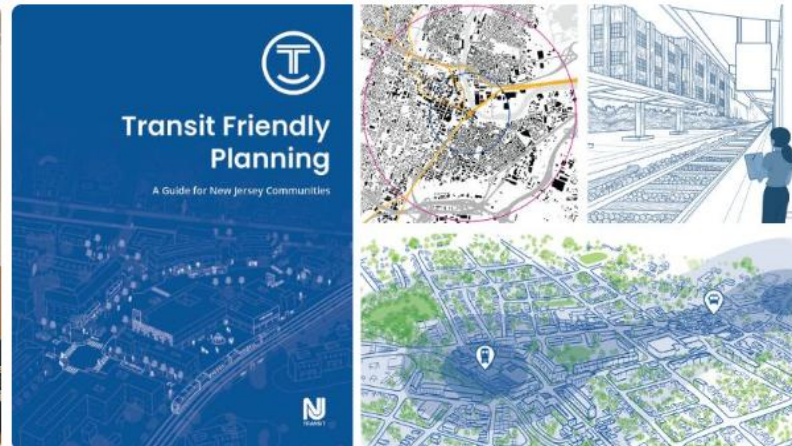 Transit Friendly
Planning
A Guide for New Jersey Communities
NJ
TRANSIT